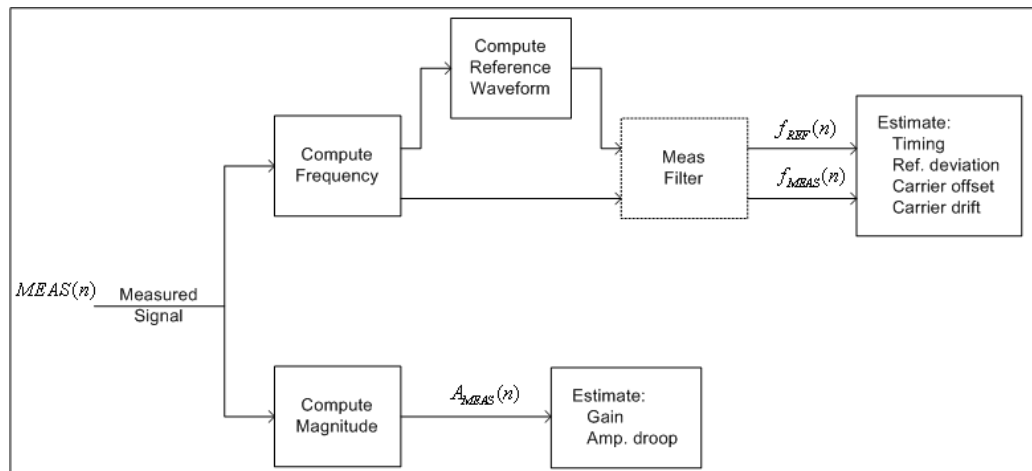 Compute
Reference
Waveform
Compute
Frequency
Meas
Filter
f_REF(n)
f_MEAS(n)
Estimate:
Timing
Ref. deviation
Carrier offset
Carrier drift
MEAS(n)
Measured
Signal
Compute
Magnitude
A_MEAS(n)
Estimate:
Gain
Amp. droop